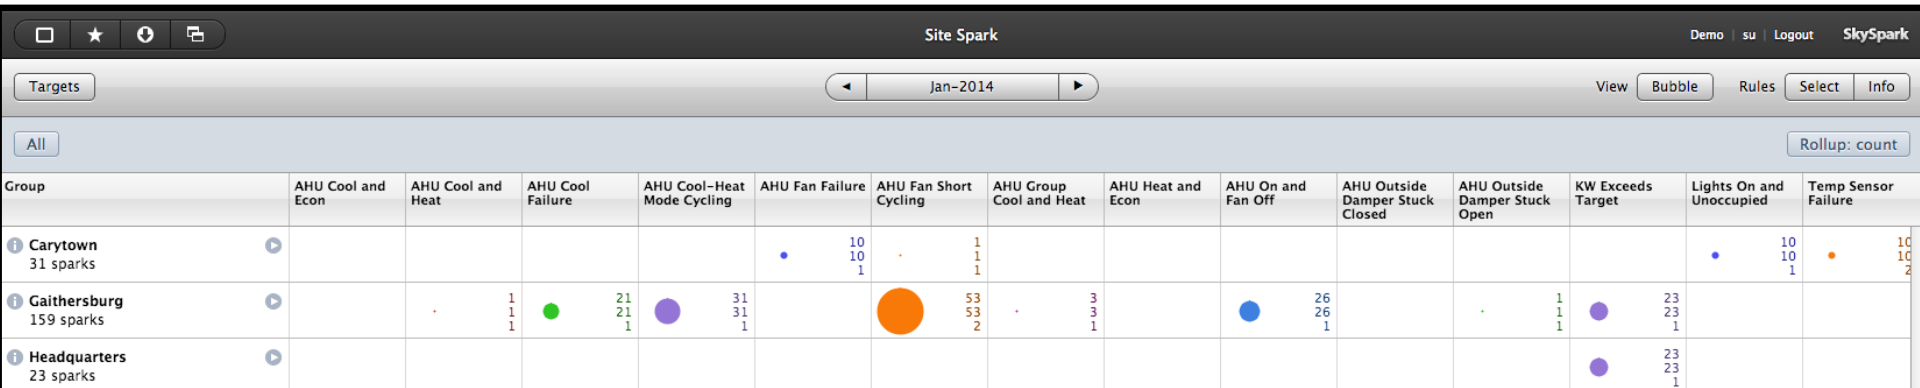 Site Spark
Demo su Logout SkySpark
Targets Jan-2014 View Bubble Rules Select Info
All Rollup: count
Group
AHU Cool and
Econ
AHU Cool and
Heat
AHU Cool
Failure
AHU Cool-Heat
Mode Cycling
AHU Fan Failure
AHU Fan Short
Cycling
AHU Group
Cool and Heat
AHU Heat and
Econ
AHU On and
Fan Off
AHU Outside
Damper Stuck
Closed
AHU Outside
Damper Stuck
Open
KW Exceeds
Target
Lights On and
Unoccupied
Temp Sensor
Failure
Carytown
31 sparks
10
10
1
1
1
1
10
10
1
10
10
2
Gaithersburg
159 sparks
1
1
1
21
21
1
31
31
1
53
53
2
3
3
1
26
26
1
1
1
1
23
23
1
Headquarters
23 sparks
23
23
1